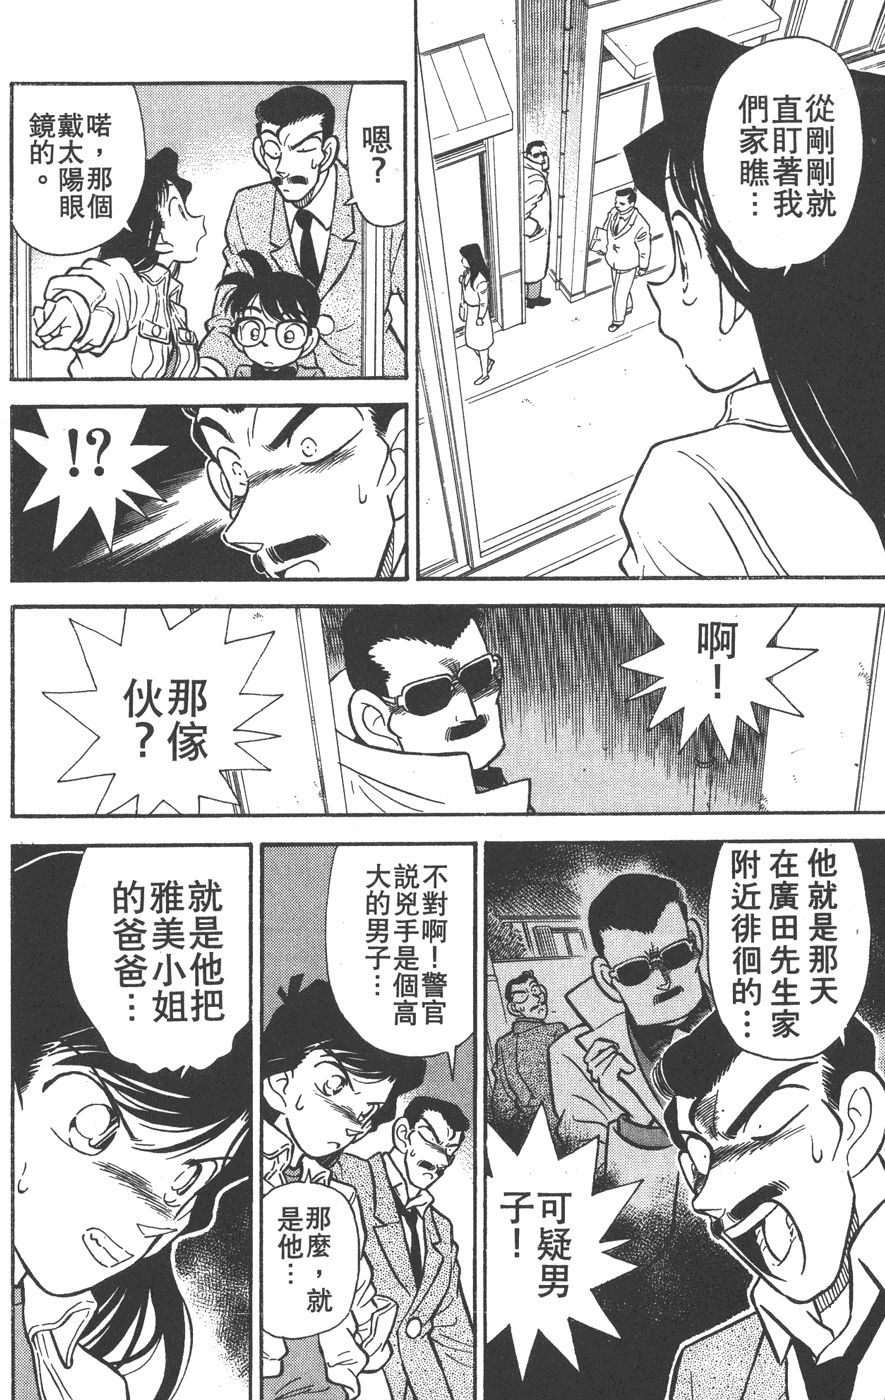 從剛剛就
直盯著我
們家瞧…
嗯？
喏，那個
戴太陽眼
鏡的。
!?
啊！
那傢
伙？
他就是那天
在廣田先生家
附近徘徊的…
可疑男
子！
不對啊！警官
說兇手是個高
大的男子…
那麼，就
是他…
就是他把
雅美小姐
的爸爸…